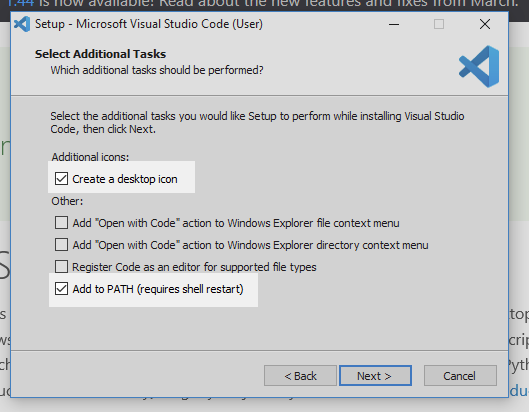 1.44 is now available! Read about the new features and fixes from March.
Setup - Microsoft Visual Studio Code (User)
Select Additional Tasks
Which additional tasks should be performed?
Select the additional tasks you would like Setup to perform while installing Visual Studio
Code, then click Next.
Additional icons:
Create a desktop icon
Other:
Add "Open with Code" action to Windows Explorer file context menu
Add "Open with Code" action to Windows Explorer directory context menu
Register Code as an editor for supported file types
Add to PATH (requires shell restart)
< Back
Next >
Cancel